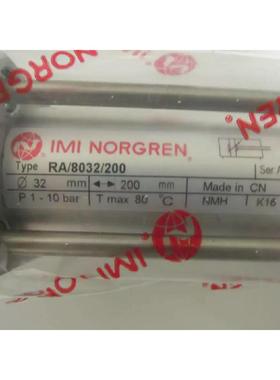 NORGREN
IMI NORGREN
Type RA/8032/200
Ø 32 mm 200 mm Made in CN
P 1 - 10 bar T max 80 °C NMH K16
IMI NORGREN